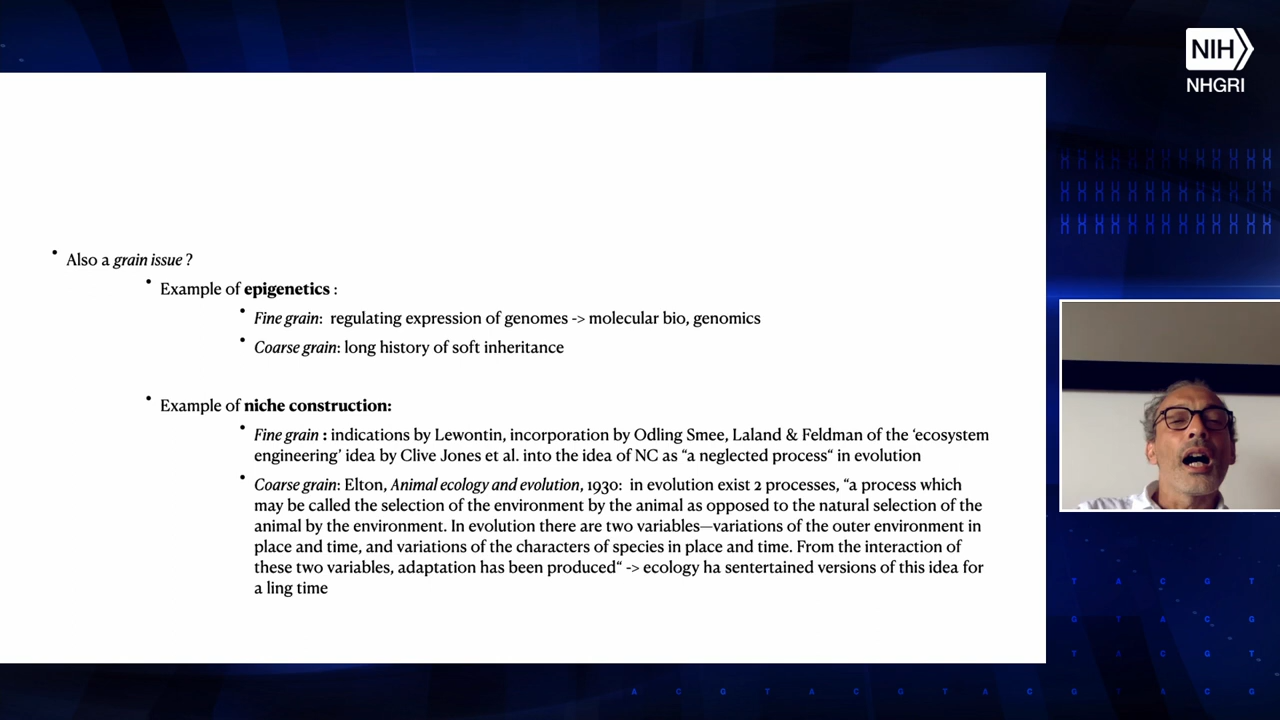 NIH
NHGRI
Also a grain issue ?
Example of epigenetics :
Fine grain: regulating expression of genomes -> molecular bio, genomics
Coarse grain: long history of soft inheritance
Example of niche construction:
Fine grain : indications by Lewontin, incorporation by Odling Smee, Laland & Feldman of the ‘ecosystem
engineering’ idea by Clive Jones et al. into the idea of NC as “a neglected process“ in evolution
Coarse grain: Elton, Animal ecology and evolution, 1930: in evolution exist 2 processes, “a process which
may be called the selection of the environment by the animal as opposed to the natural selection of the
animal by the environment. In evolution there are two variables—variations of the outer environment in
place and time, and variations of the characters of species in place and time. From the interaction of
these two variables, adaptation has been produced“ -> ecology ha sentertained versions of this idea for
a ling time
T A C G T
G T A C G
T A C G T
A C G T A C G T A C G T A C G